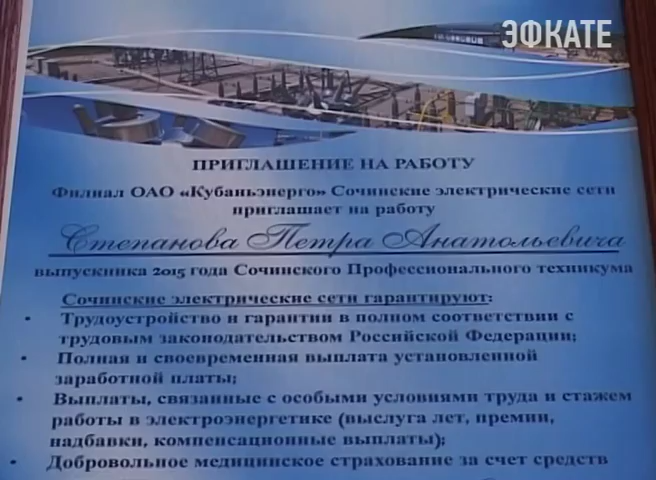 ЭФКАТЕ
ПРИГЛАШЕНИЕ НА РАБОТУ
Филиал ОАО «Кубаньэнерго» Сочинские электрические сети
приглашает на работу
Степанова Петра Анатольевича
выпускника 2015 года Сочинского Профессионального техникума
Сочинские электрические сети гарантируют:
• Трудоустройство и гарантии в полном соответствии с
трудовым законодательством Российской Федерации;
• Полная и своевременная выплата установленной
заработной платы;
• Выплаты, связанные с особыми условиями труда и стажем
работы в электроэнергетике (выслуга лет, премии,
надбавки, компенсационные выплаты);
• Добровольное медицинское страхование за счет средств